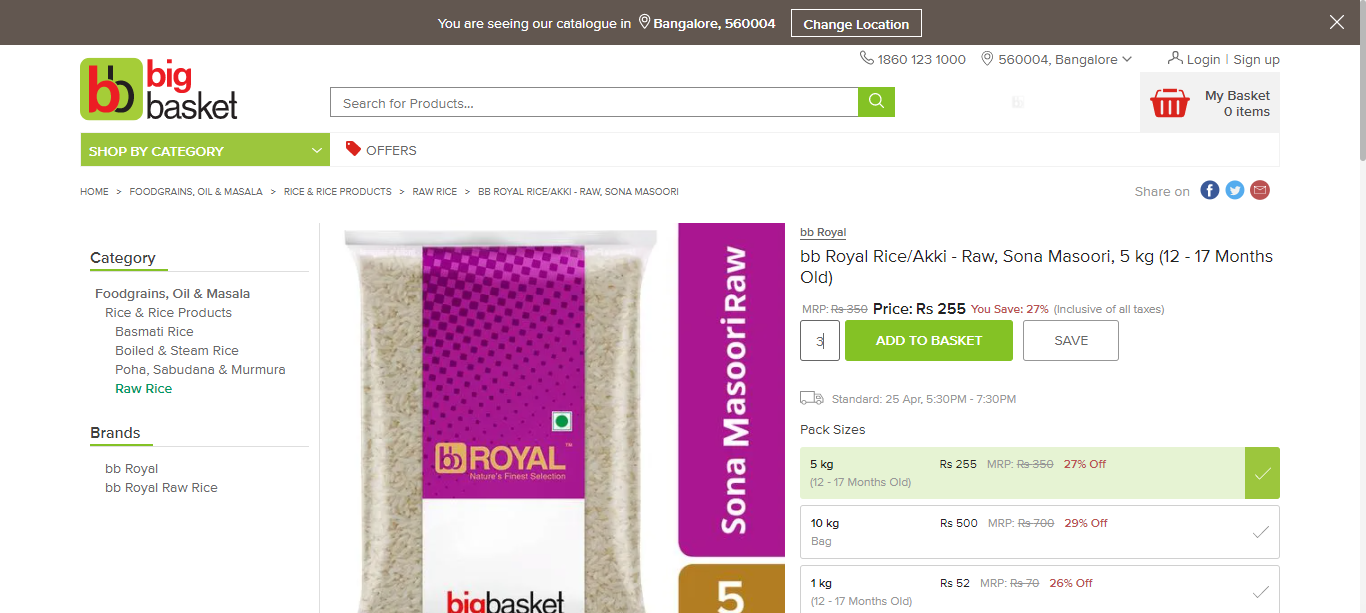 You are seeing our catalogue in Bangalore, 560004 Change Location
1860 123 1000 560004, Bangalore Login | Sign up
bb big basket
Search for Products...
My Basket
0 items
SHOP BY CATEGORY OFFERS
HOME > FOODGRAINS, OIL & MASALA > RICE & RICE PRODUCTS > RAW RICE > BB ROYAL RICE/AKKI - RAW, SONA MASOORI
Share on
Category
Foodgrains, Oil & Masala
Rice & Rice Products
Basmati Rice
Boiled & Steam Rice
Poha, Sabudana & Murmura
Raw Rice
Brands
bb Royal
bb Royal Raw Rice
bb ROYAL™
Nature's Finest Selection
bigbasket
Sona Masoori Raw
5
bb Royal
bb Royal Rice/Akki - Raw, Sona Masoori, 5 kg (12 - 17 Months
Old)
MRP: Rs 350 Price: Rs 255 You Save: 27% (Inclusive of all taxes)
3 ADD TO BASKET SAVE
Standard: 25 Apr, 5:30PM - 7:30PM
Pack Sizes
5 kg Rs 255 MRP: Rs 350 27% Off
(12 - 17 Months Old)
10 kg Rs 500 MRP: Rs 700 29% Off
Bag
1 kg Rs 52 MRP: Rs 70 26% Off
(12 - 17 Months Old)